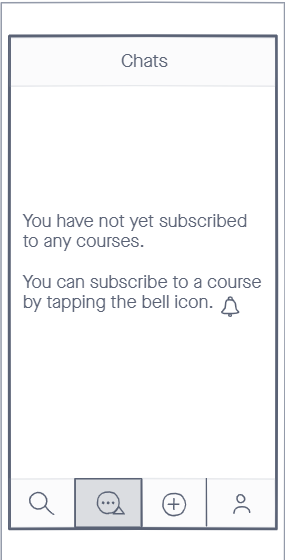 Chats
You have not yet subscribed
to any courses.
You can subscribe to a course
by tapping the bell icon.